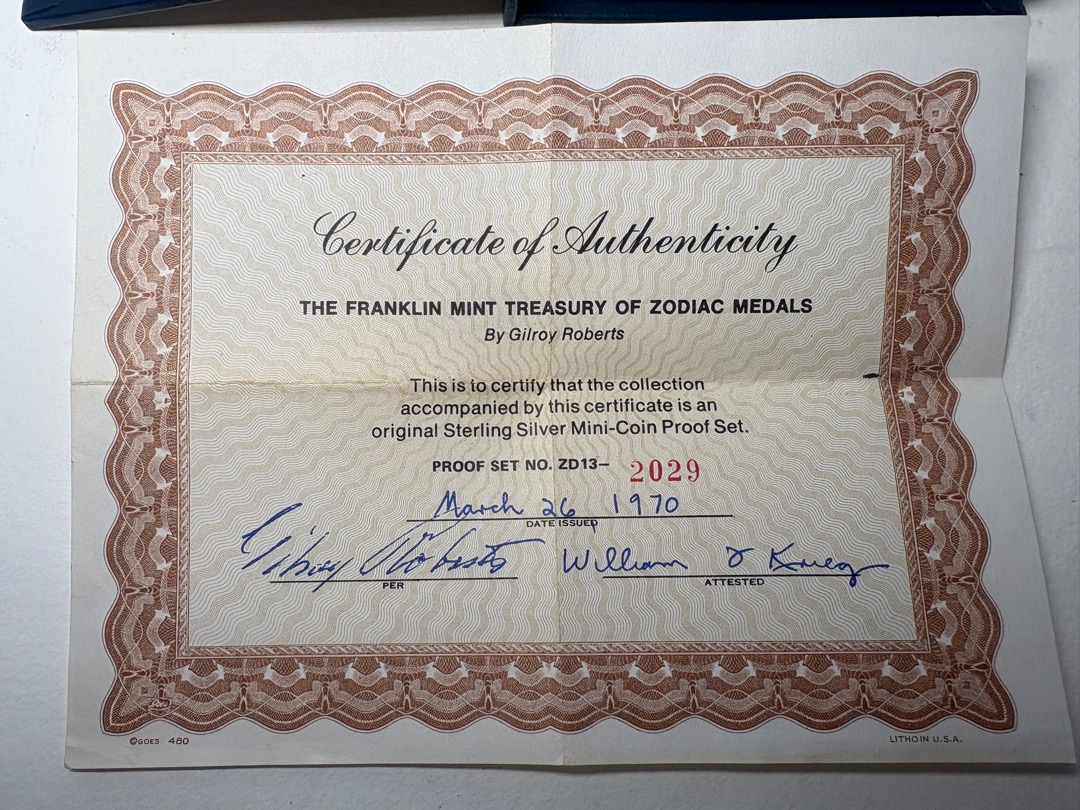 Certificate of Authenticity
THE FRANKLIN MINT TREASURY OF ZODIAC MEDALS
By Gilroy Roberts
This is to certify that the collection
accompanied by this certificate is an
original Sterling Silver Mini-Coin Proof Set.
PROOF SET NO. ZD13– 2029
March 26 1970
DATE ISSUED
Gilroy Roberts William F Krieg
PER ATTESTED
©GOES 480 LITHO IN U.S.A.